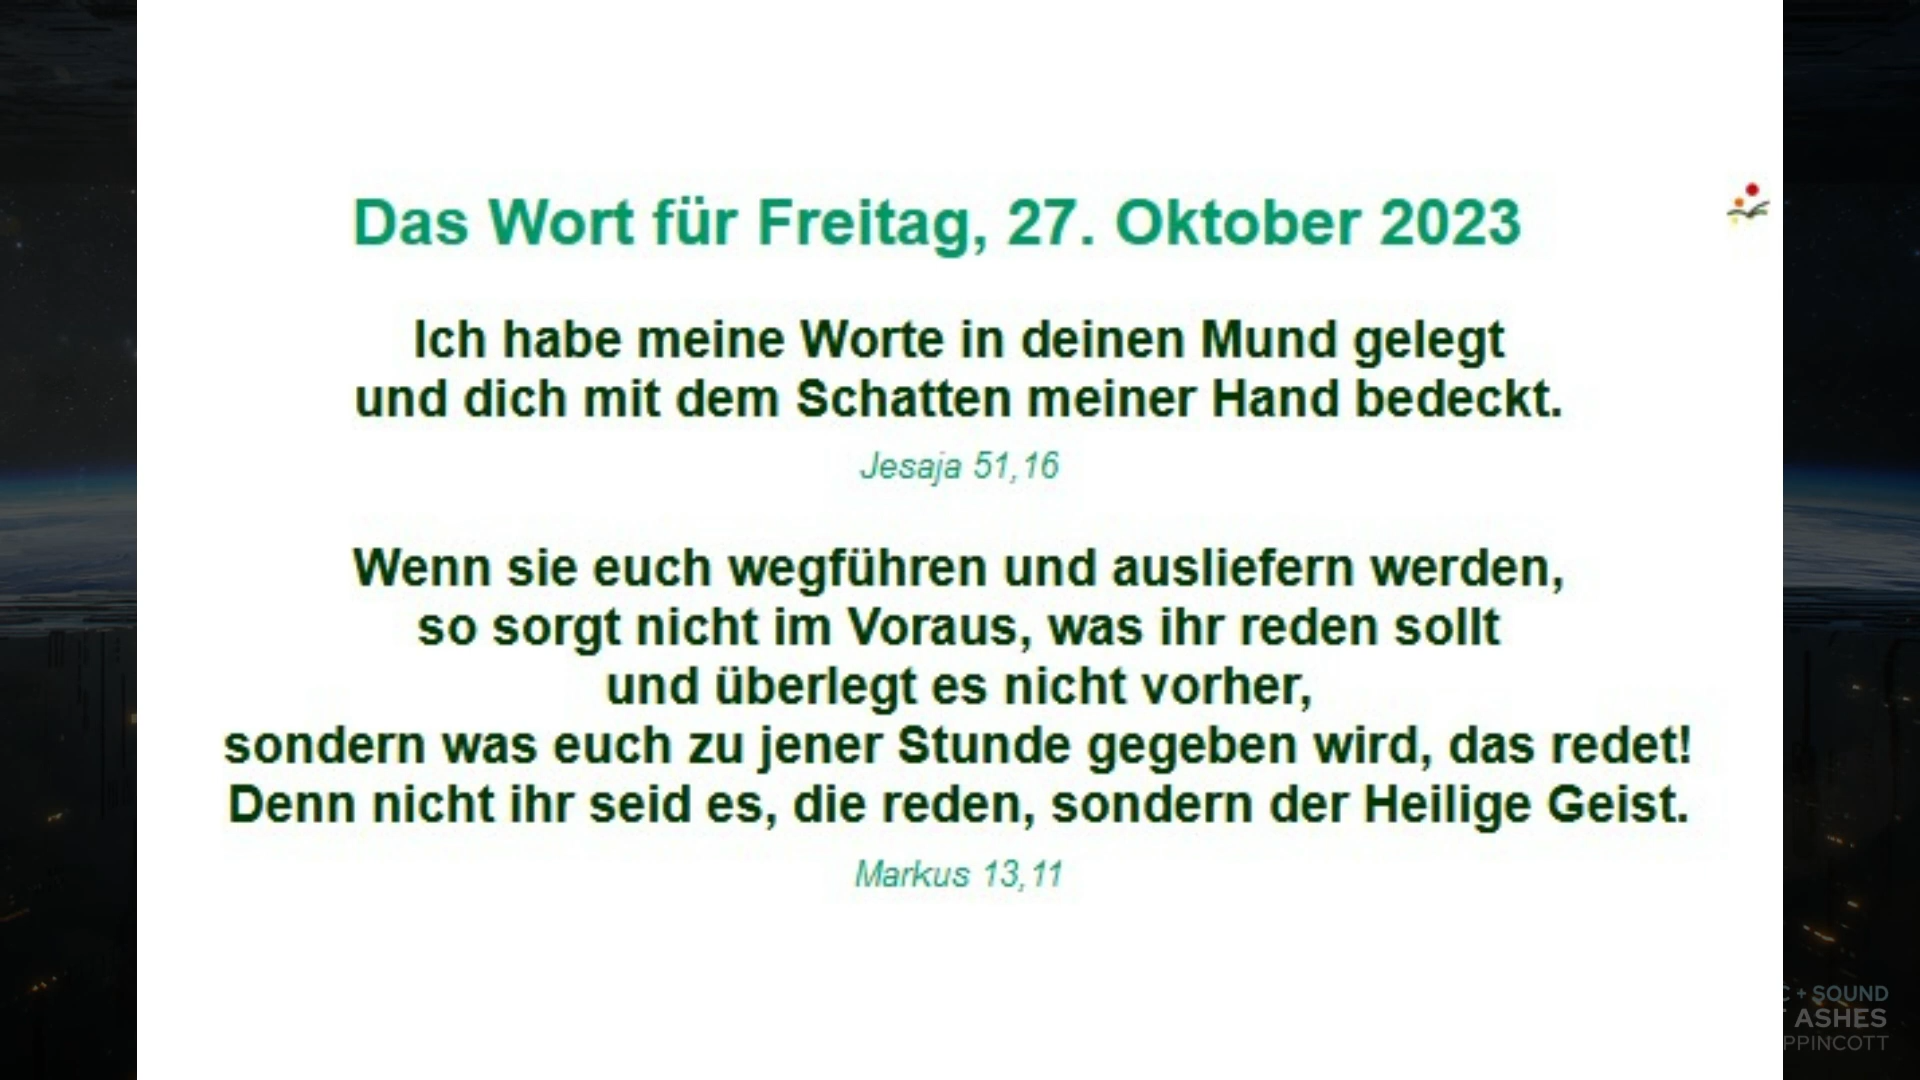 Das Wort für Freitag, 27. Oktober 2023
Ich habe meine Worte in deinen Mund gelegt
und dich mit dem Schatten meiner Hand bedeckt.
Jesaja 51,16
Wenn sie euch wegführen und ausliefern werden,
so sorgt nicht im Voraus, was ihr reden sollt
und überlegt es nicht vorher,
sondern was euch zu jener Stunde gegeben wird, das redet!
Denn nicht ihr seid es, die reden, sondern der Heilige Geist.
Markus 13,11
C + SOUND
ASHES
PPINCOTT